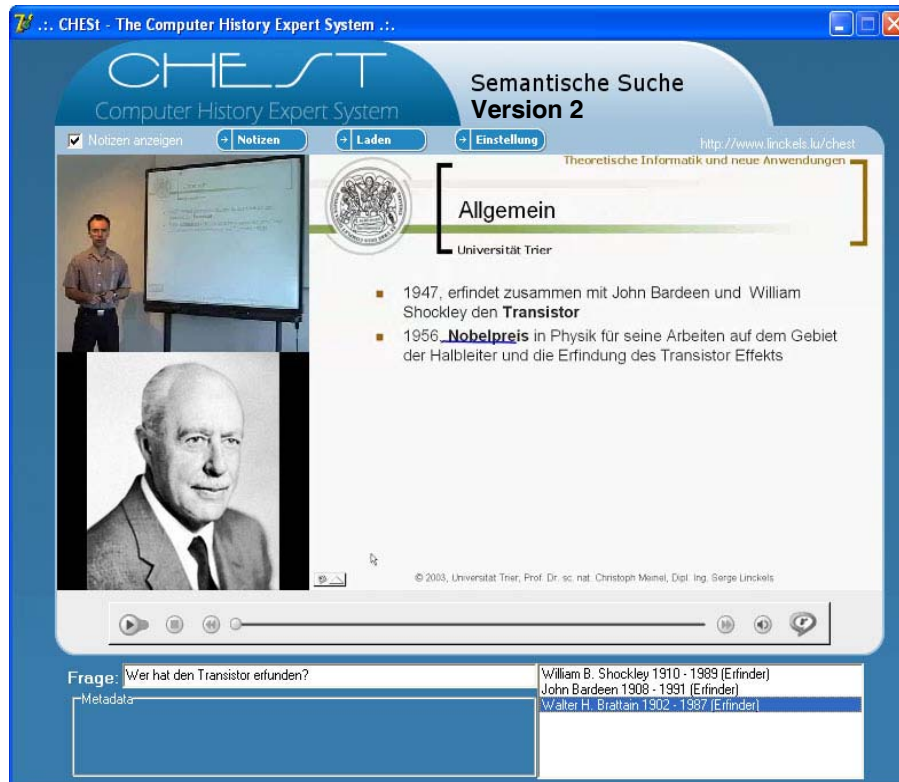 .:. CHESt - The Computer History Expert System .:.
CHEST
Computer History Expert System
Semantische Suche
Version 2
Notizen anzeigen
Notizen
Laden
Einstellung
http://www.linckels.lu/chest
Theoretische Informatik und neue Anwendungen
Allgemein
Universität Trier
1947, erfindet zusammen mit John Bardeen und William
Shockley den Transistor
1956, Nobelpreis in Physik für seine Arbeiten auf dem Gebiet
der Halbleiter und die Erfindung des Transistor Effekts
© 2003, Universität Trier, Prof. Dr. sc. nat. Christoph Meinel, Dipl. Ing. Serge Linckels
Frage:
Wer hat den Transistor erfunden?
Metadata
William B. Shockley 1910 - 1989 (Erfinder)
John Bardeen 1908 - 1991 (Erfinder)
Walter H. Brattain 1902 - 1987 (Erfinder)